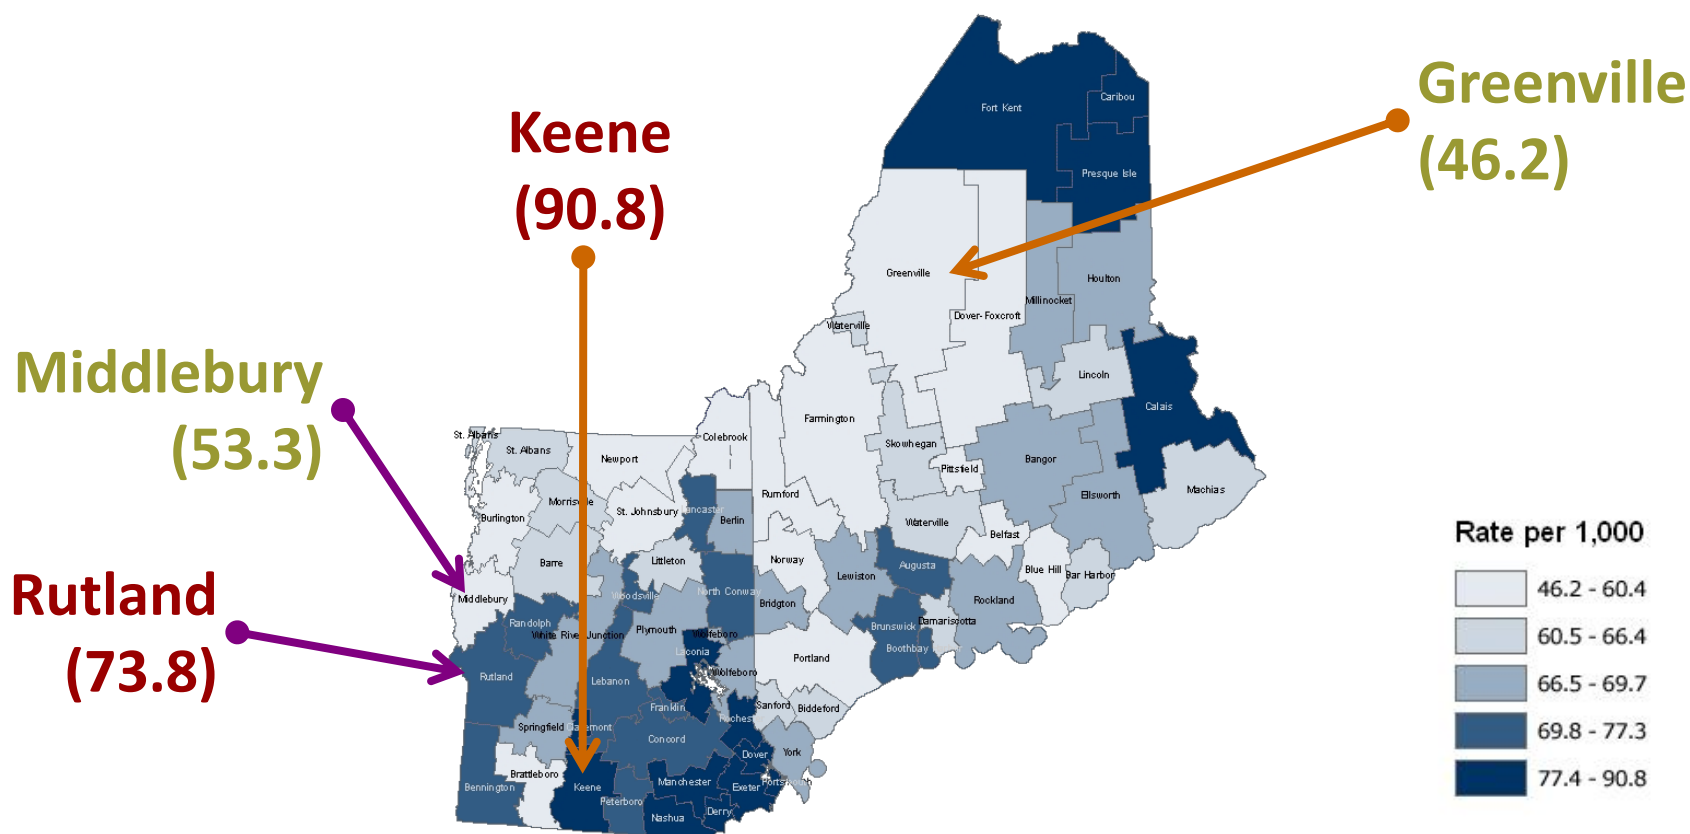 Greenville
(46.2)
Keene
(90.8)
Middlebury
(53.3)
Rutland
(73.8)
Fort Kent
Caribou
Presque Isle
Greenville
Houlton
Millinocket
Dover-Foxcroft
Waterville
Lincoln
Calais
Farmington
Colebrook
St. Albans
St. Albans
Newport
Skowhegan
Pittsfield
Bangor
Ellsworth
Machias
Morrisville
Rumford
Burlington
St. Johnsbury
Berlin
Waterville
Belfast
Barre
Littleton
Norway
Lewiston
Augusta
Blue Hill
Bar Harbor
Middlebury
Woodsville
North Conway
Bridgton
Rockland
Randolph
White River Junction
Plymouth
Wolfeboro
Brunswick
Damariscotta
Boothbay
Laconia
Portland
Rutland
Lebanon
Wolfeboro
Franklin
Sanford
Biddeford
Springfield
Claremont
Concord
Dover
York
Brattleboro
Bennington
Keene
Manchester
Exeter
Peterboro
Nashua
Derry
Rate per 1,000
46.2 - 60.4
60.5 - 66.4
66.5 - 69.7
69.8 - 77.3
77.4 - 90.8